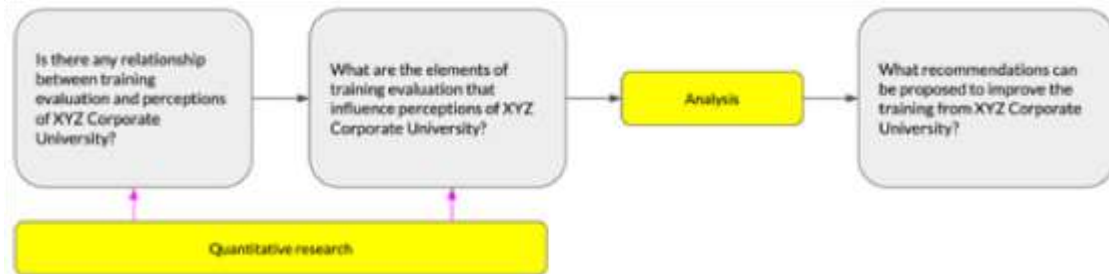 Is there any relationship
between training
evaluation and perceptions
of XYZ Corporate
University?
What are the elements of
training evaluation that
influence perceptions of XYZ
Corporate University?
Analysis
What recommendations can
be proposed to improve the
training from XYZ Corporate
University?
Quantitative research